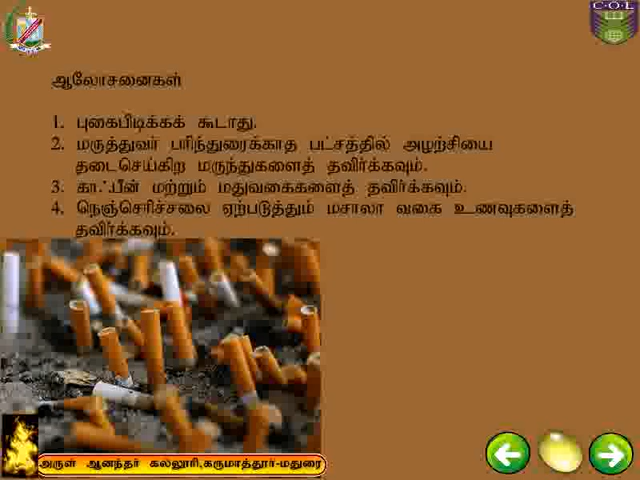 C·O·L
ஆலோசனைகள்
1. புகைபிடிக்கக் கூடாது.
2. மருத்துவர் பரிந்துரைக்காத பட்சத்தில் அழற்சியை
தடைசெய்கிற மருந்துகளைத் தவிர்க்கவும்.
3. காஃபீன் மற்றும் மதுவகைகளைத் தவிர்க்கவும்.
4. நெஞ்செரிச்சலை ஏற்படுத்தும் மசாலா வகை உணவுகளைத்
தவிர்க்கவும்.
அருள் ஆனந்தர் கல்லூரி,கருமாத்தூர்-மதுரை